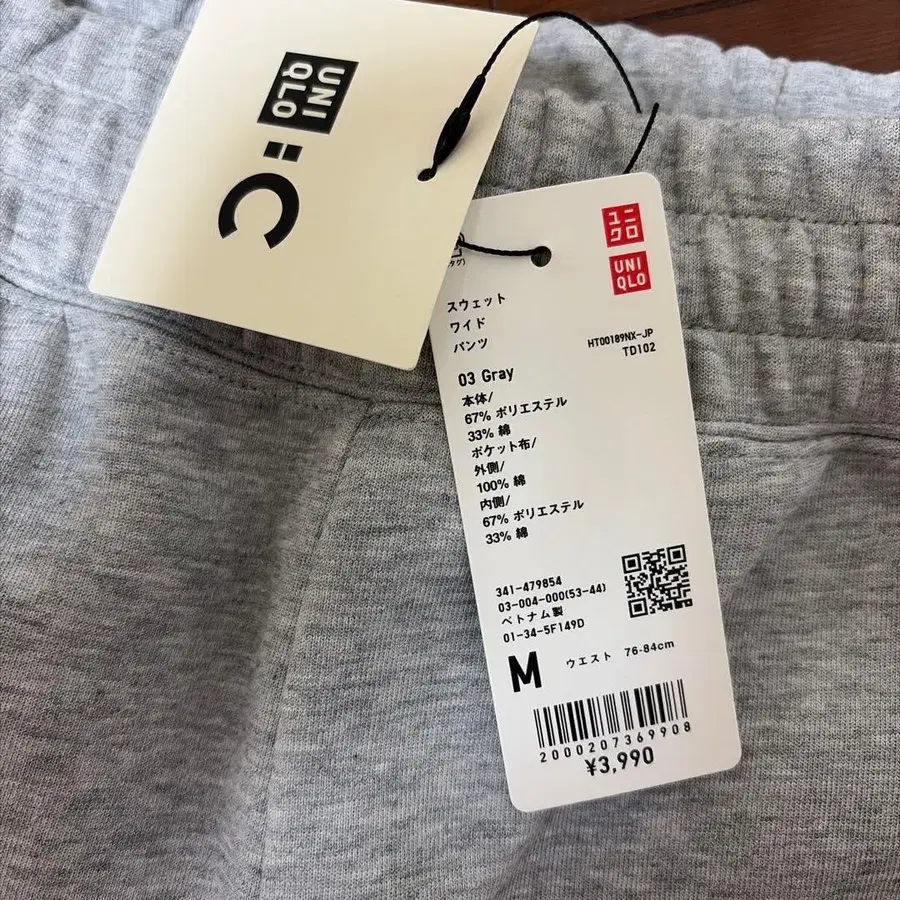 UNI
QLO
:C
ユニ
クロ
UNI
QLO
タグ)
スウェット
ワイド
パンツ
HT00189NX-JP
TD102
03 Gray
本体/
67% ポリエステル
33% 綿
ポケット布/
外側/
100% 綿
内側/
67% ポリエステル
33% 綿
341-479854
03-004-000(53-44)
ベトナム製
01-34-5F149D
M ウエスト 76-84cm
2000207369908
¥3,990